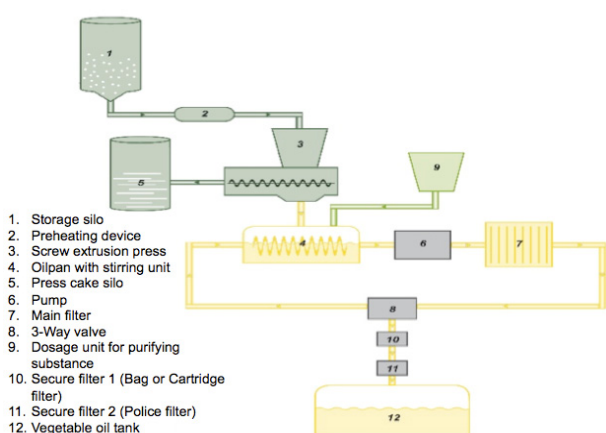 1
2
3
9
5
4
6
7
8
10
11
12
1. Storage silo
2. Preheating device
3. Screw extrusion press
4. Oilpan with stirring unit
5. Press cake silo
6. Pump
7. Main filter
8. 3-Way valve
9. Dosage unit for purifying
substance
10. Secure filter 1 (Bag or Cartridge
filter)
11. Secure filter 2 (Police filter)
12. Vegetable oil tank